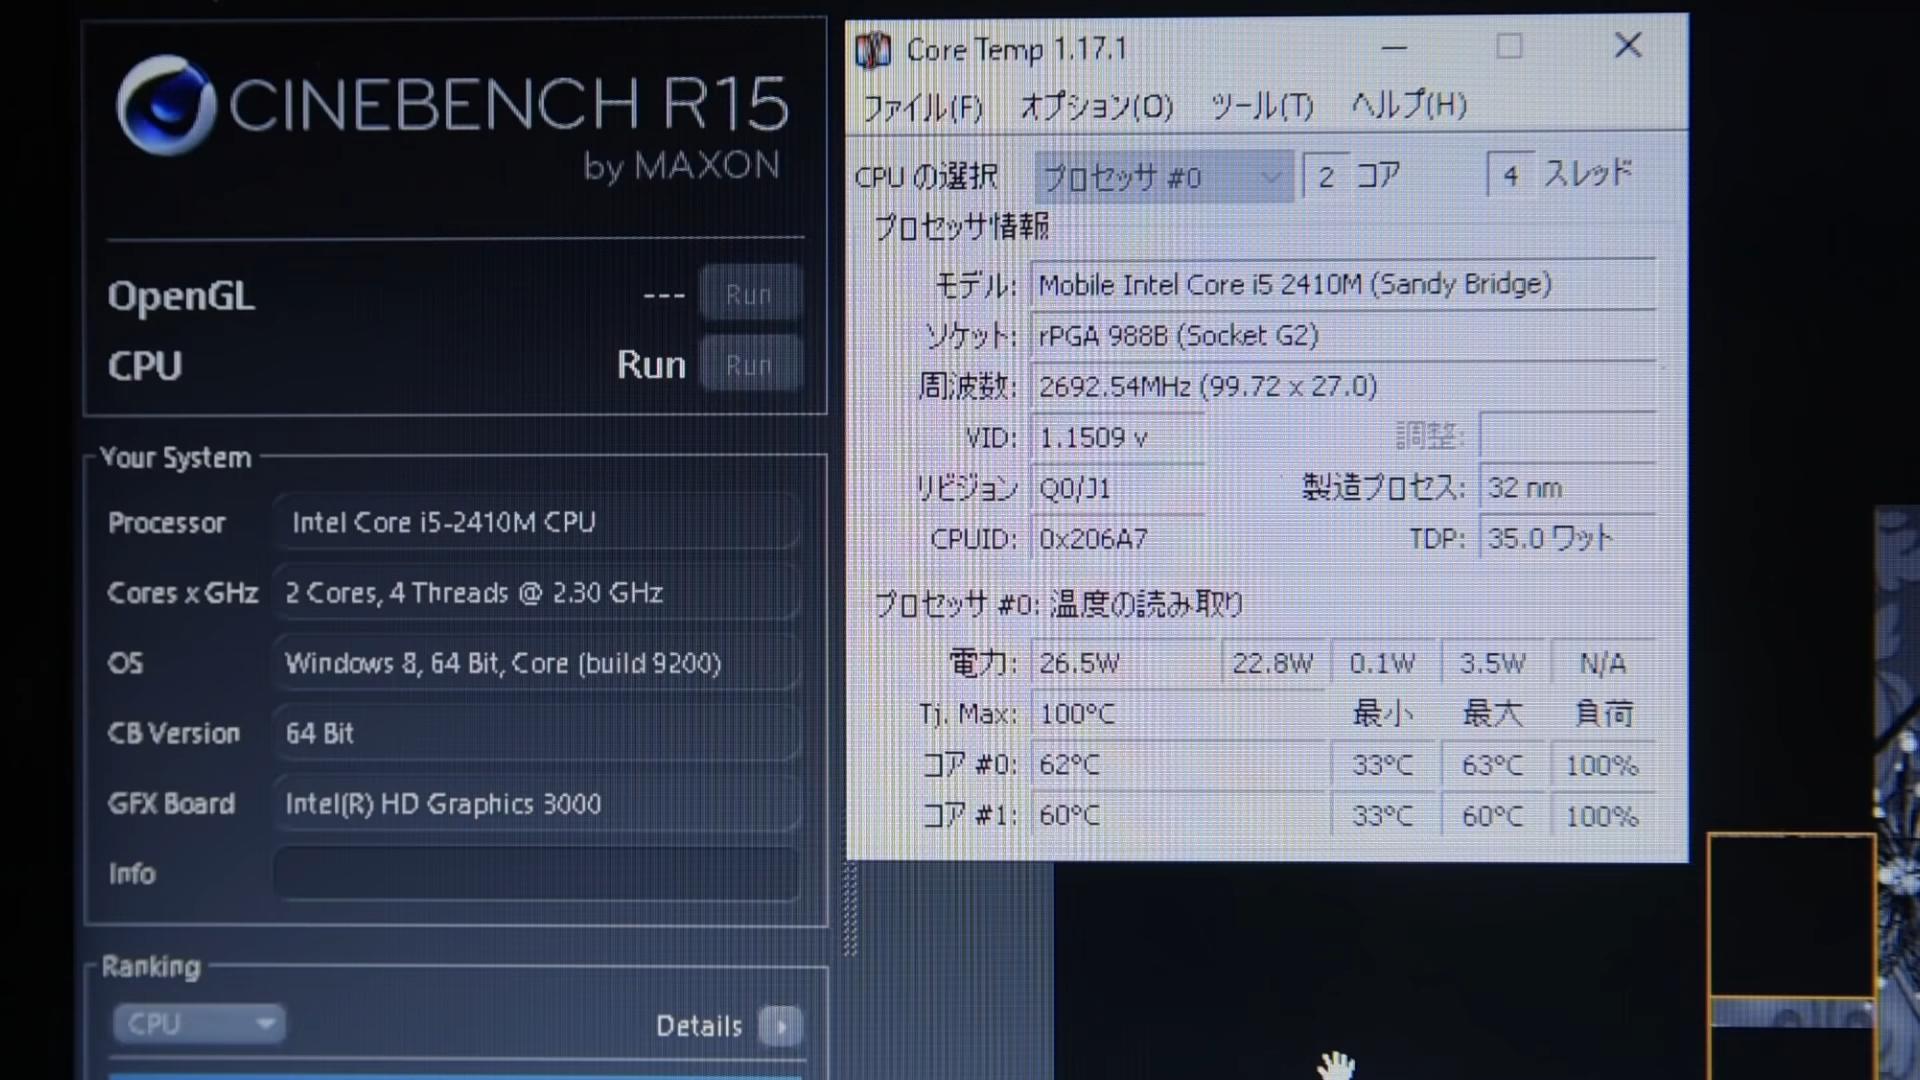 CINEBENCH R15
by MAXON
OpenGL --- Run
CPU Run Run
Your System
Processor Intel Core i5-2410M CPU
Cores x GHz 2 Cores, 4 Threads @ 2.30 GHz
OS Windows 8, 64 Bit, Core (build 9200)
CB Version 64 Bit
GFX Board Intel(R) HD Graphics 3000
Info
Ranking
CPU Details
Core Temp 1.17.1
ファイル(F) オプション(O) ツール(T) ヘルプ(H)
CPU の選択 プロセッサ #0 2 コア 4 スレッド
プロセッサ情報
モデル: Mobile Intel Core i5 2410M (Sandy Bridge)
ソケット: rPGA 988B (Socket G2)
周波数: 2692.54MHz (99.72 x 27.0)
VID: 1.1509 v 調整:
リビジョン Q0/J1 製造プロセス: 32 nm
CPUID: 0x206A7 TDP: 35.0 ワット
プロセッサ #0: 温度の読み取り
電力: 26.5W 22.8W 0.1W 3.5W N/A
Tj. Max: 100°C 最小 最大 負荷
コア #0: 62°C 33°C 63°C 100%
コア #1: 60°C 33°C 60°C 100%